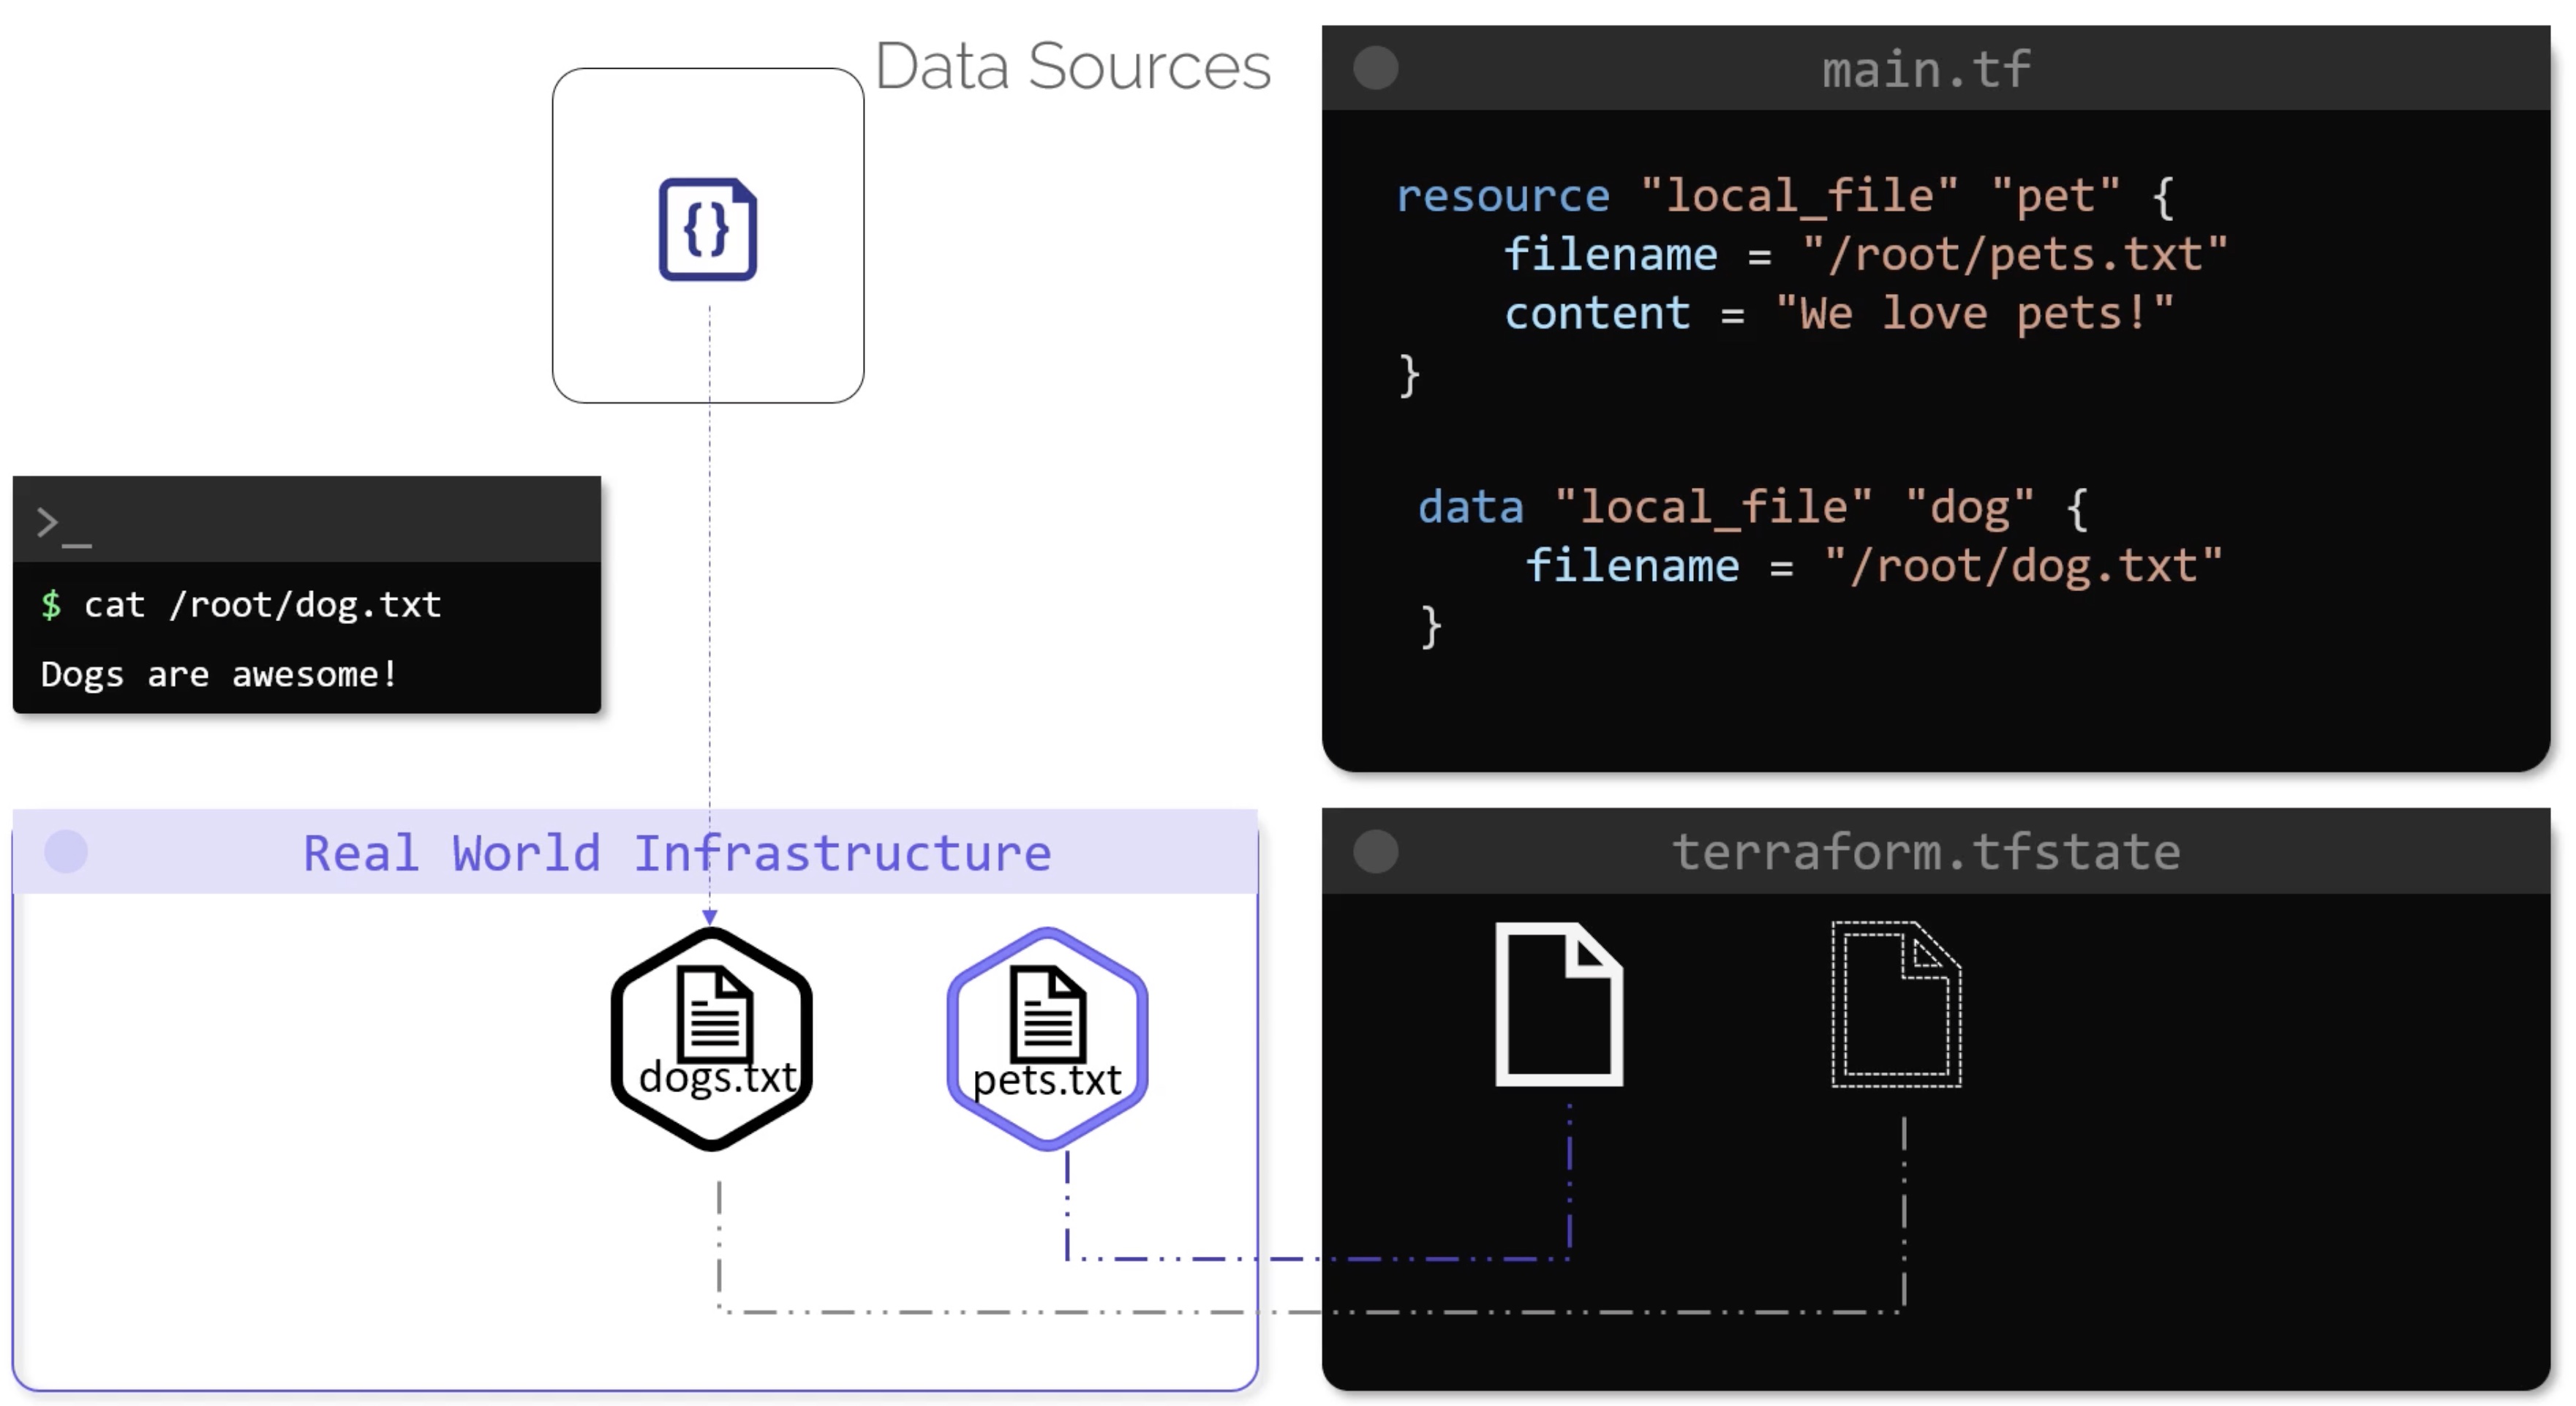 Data Sources
{}
main.tf
resource "local_file" "pet" {
filename = "/root/pets.txt"
content = "We love pets!"
}
data "local_file" "dog" {
filename = "/root/dog.txt"
}
>_
$ cat /root/dog.txt
Dogs are awesome!
Real World Infrastructure
dogs.txt
pets.txt
terraform.tfstate